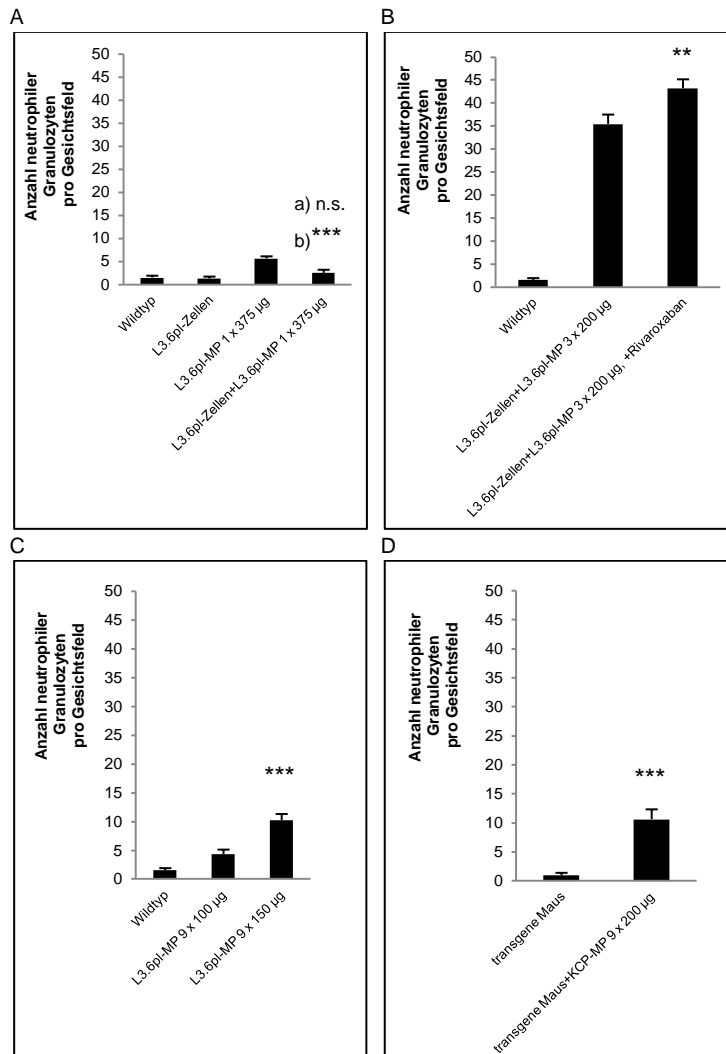 A
Anzahl neutrophiler
Granulozyten
pro Gesichtsfeld
50
45
40
35
30
25
20
15
10
5
0
a) n.s.
b)***
Wildtyp
L3.6pl-Zellen
L3.6pl-MP 1 x 375 µg
L3.6pl-Zellen+L3.6pl-MP 1 x 375 µg
B
Anzahl neutrophiler
Granulozyten
pro Gesichtsfeld
50
45
40
35
30
25
20
15
10
5
0
**
Wildtyp
L3.6pl-Zellen+L3.6pl-MP 3 x 200 µg
L3.6pl-Zellen+L3.6pl-MP 3 x 200 µg, +Rivaroxaban
C
Anzahl neutrophiler
Granulozyten
pro Gesichtsfeld
50
45
40
35
30
25
20
15
10
5
0
***
Wildtyp
L3.6pl-MP 9 x 100 µg
L3.6pl-MP 9 x 150 µg
D
Anzahl neutrophiler
Granulozyten
pro Gesichtsfeld
50
45
40
35
30
25
20
15
10
5
0
***
transgene Maus
transgene Maus+KCP-MP 9 x 200 µg